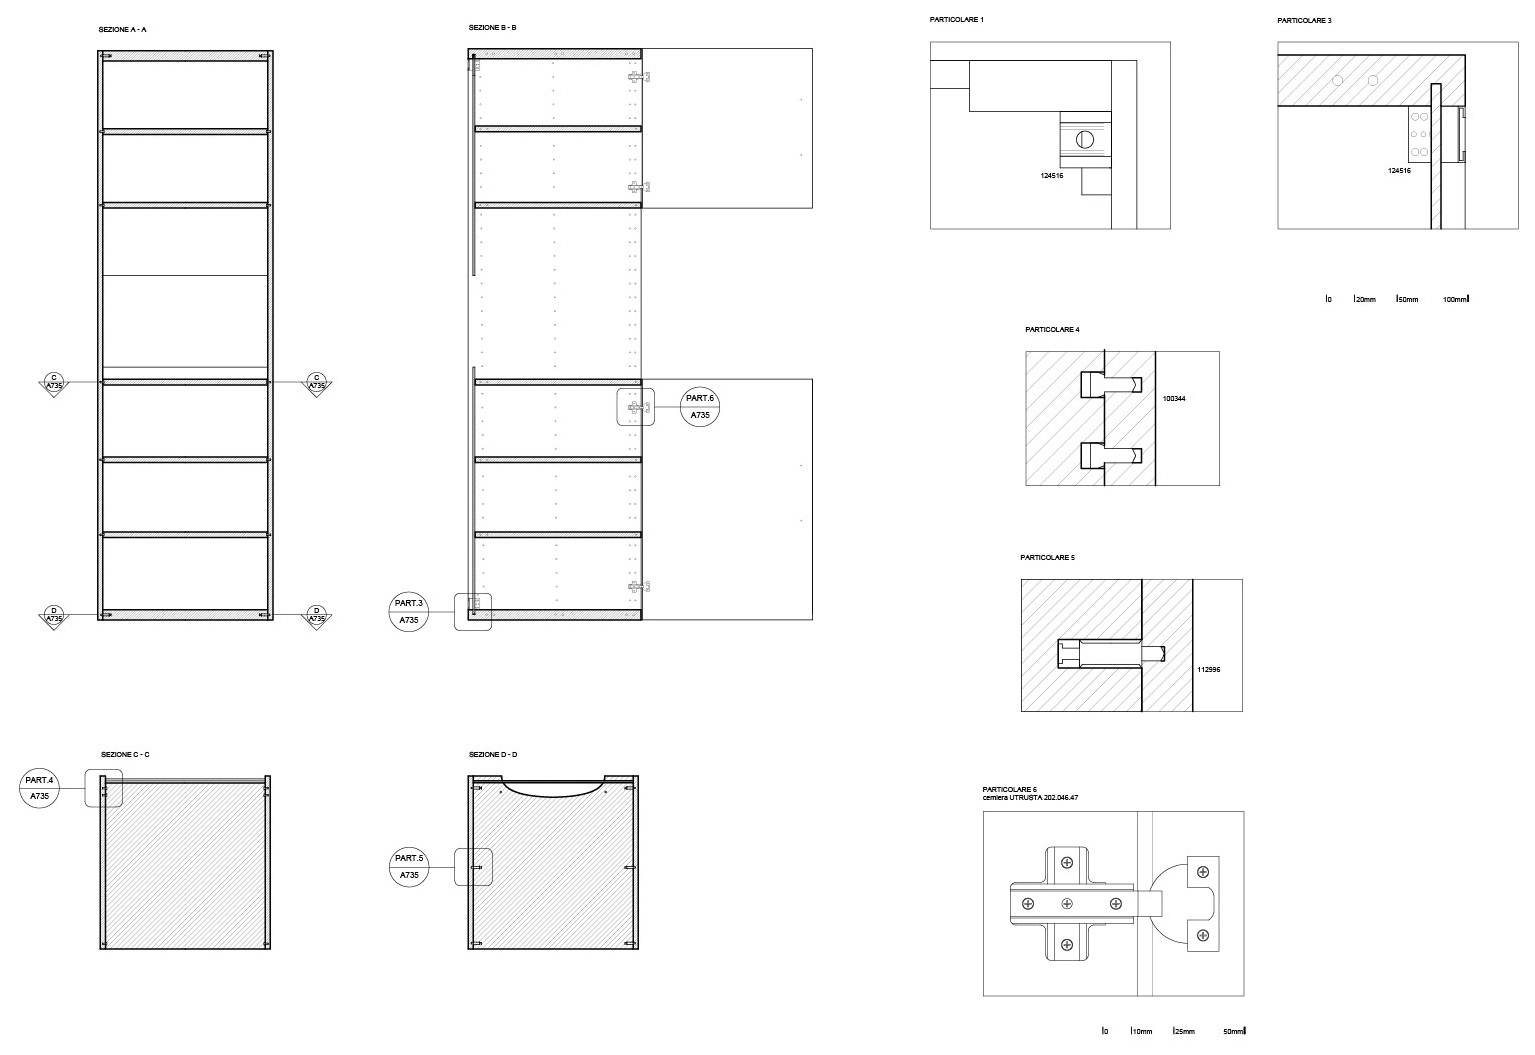 SEZIONE A - A
SEZIONE B - B
PARTICOLARE 1
PARTICOLARE 3
124516
124516
0 20mm 50mm 100mm
PARTICOLARE 4
C
A735
C
A735
PART.6
A735
100344
PARTICOLARE 5
D
A735
D
A735
PART.3
A735
112996
SEZIONE C - C
SEZIONE D - D
PART.4
A735
PART.5
A735
PARTICOLARE 6
cerniera UTRUSTA 202.046.47
0 10mm 25mm 50mm